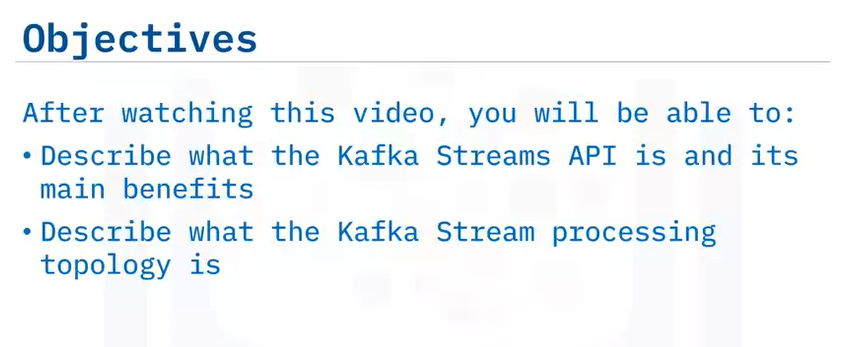 Objectives
After watching this video, you will be able to:
• Describe what the Kafka Streams API is and its
main benefits
• Describe what the Kafka Stream processing
topology is